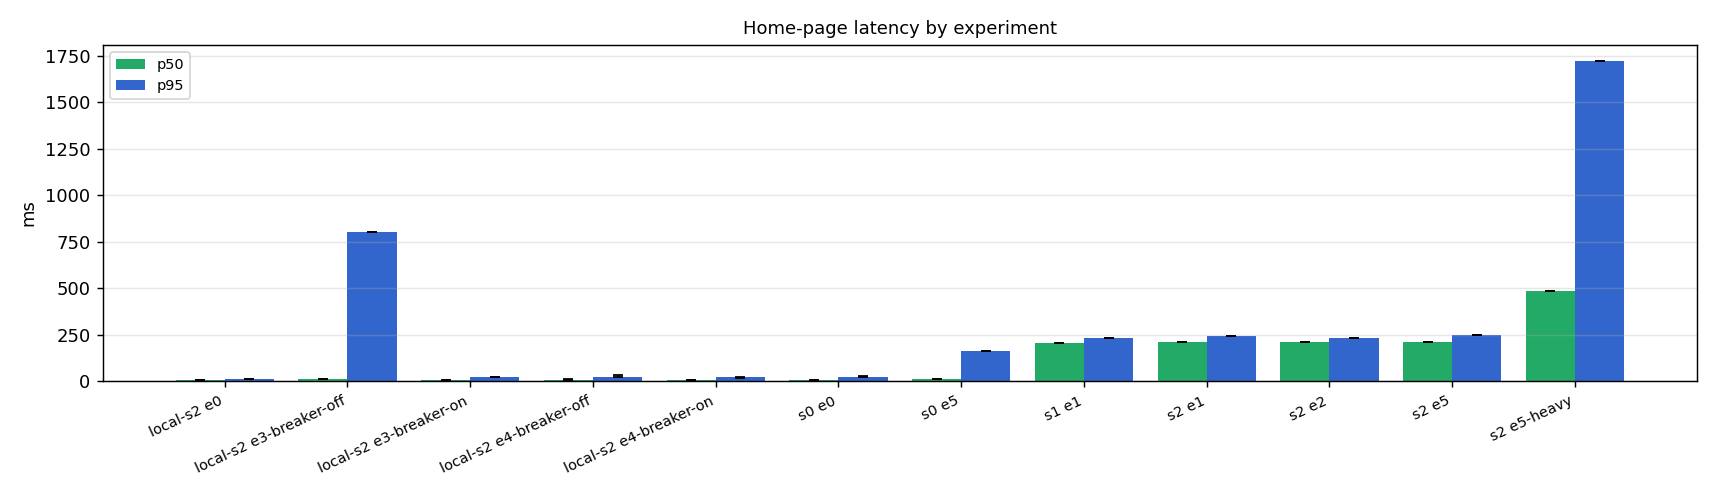 Home-page latency by experiment
p50
p95
ms
1750
1500
1250
1000
750
500
250
0
local-s2 e0
local-s2 e3-breaker-off
local-s2 e3-breaker-on
local-s2 e4-breaker-off
local-s2 e4-breaker-on
s0 e0
s0 e5
s1 e1
s2 e1
s2 e2
s2 e5
s2 e5-heavy